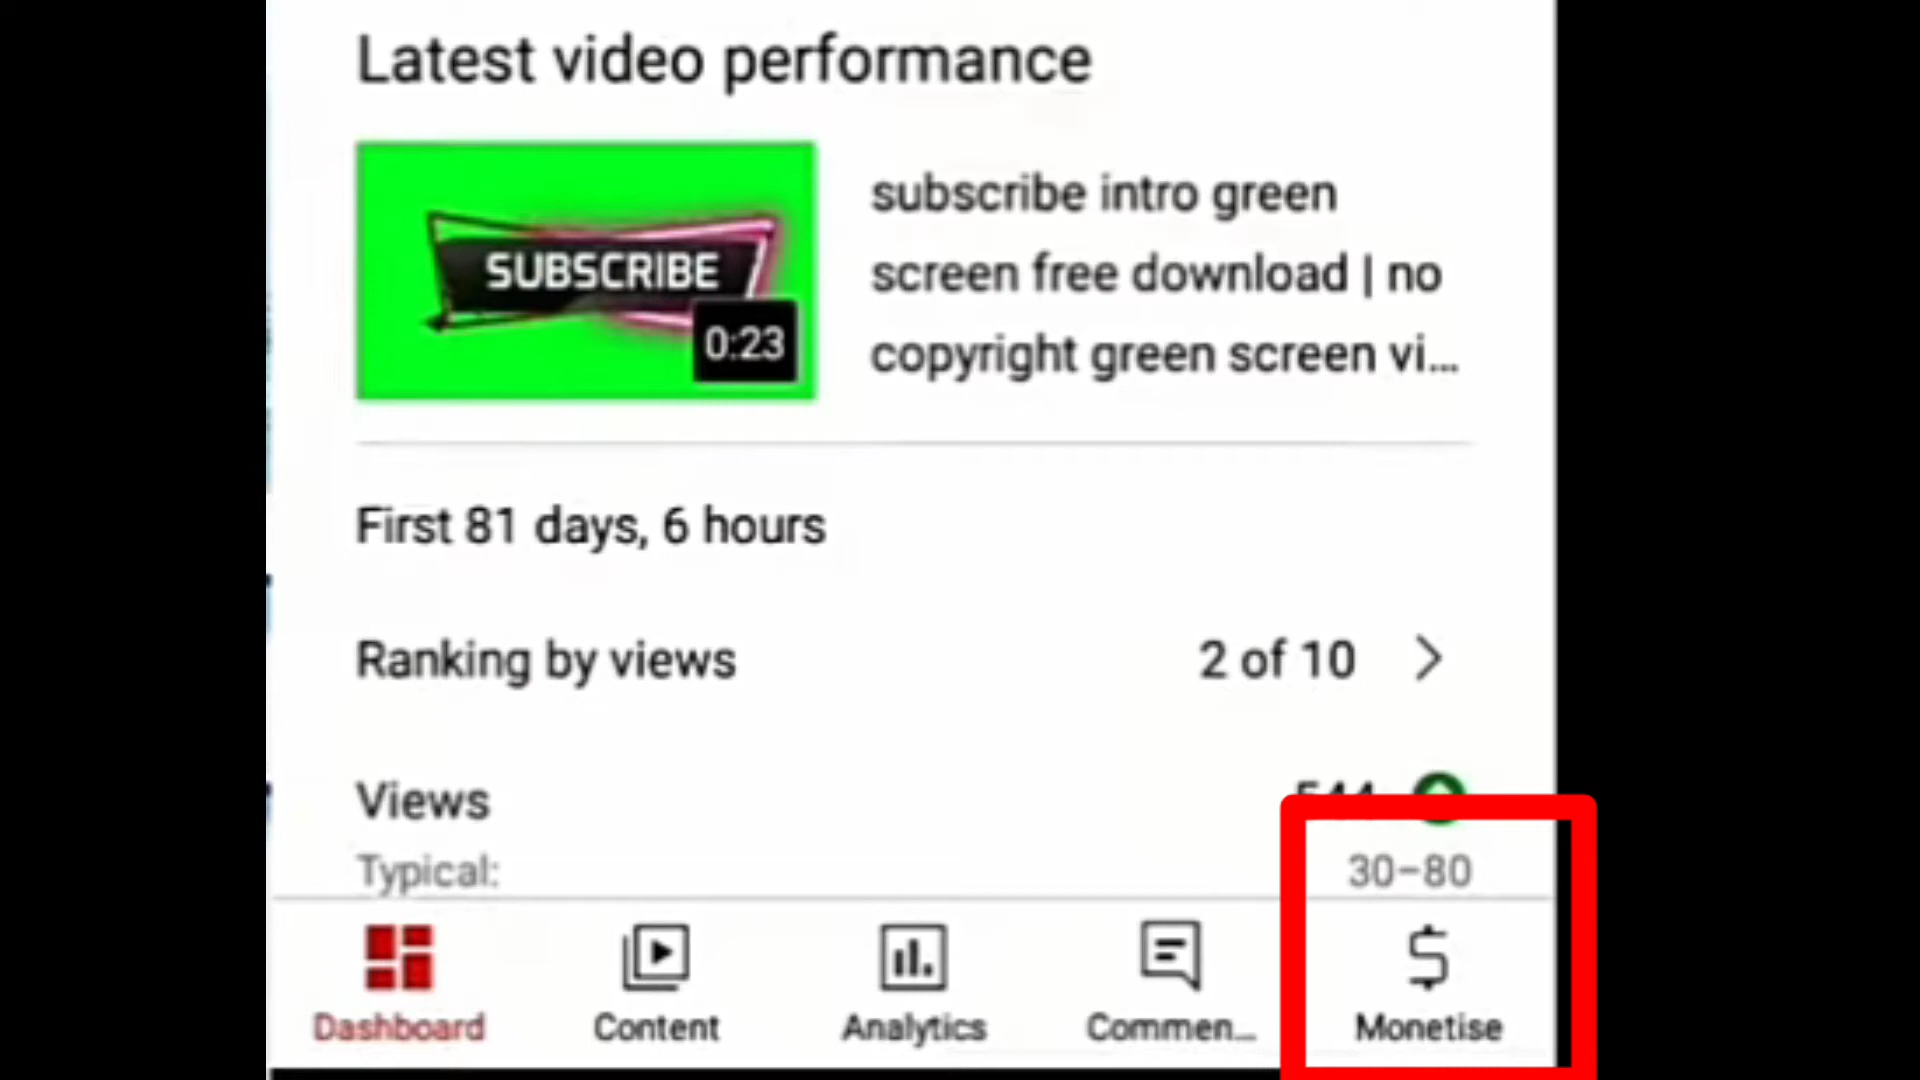 Latest video performance
SUBSCRIBE
0:23
subscribe intro green
screen free download | no
copyright green screen vi...
First 81 days, 6 hours
Ranking by views 2 of 10
Views
Typical: 30–80
Dashboard Content Analytics Commen... Monetise